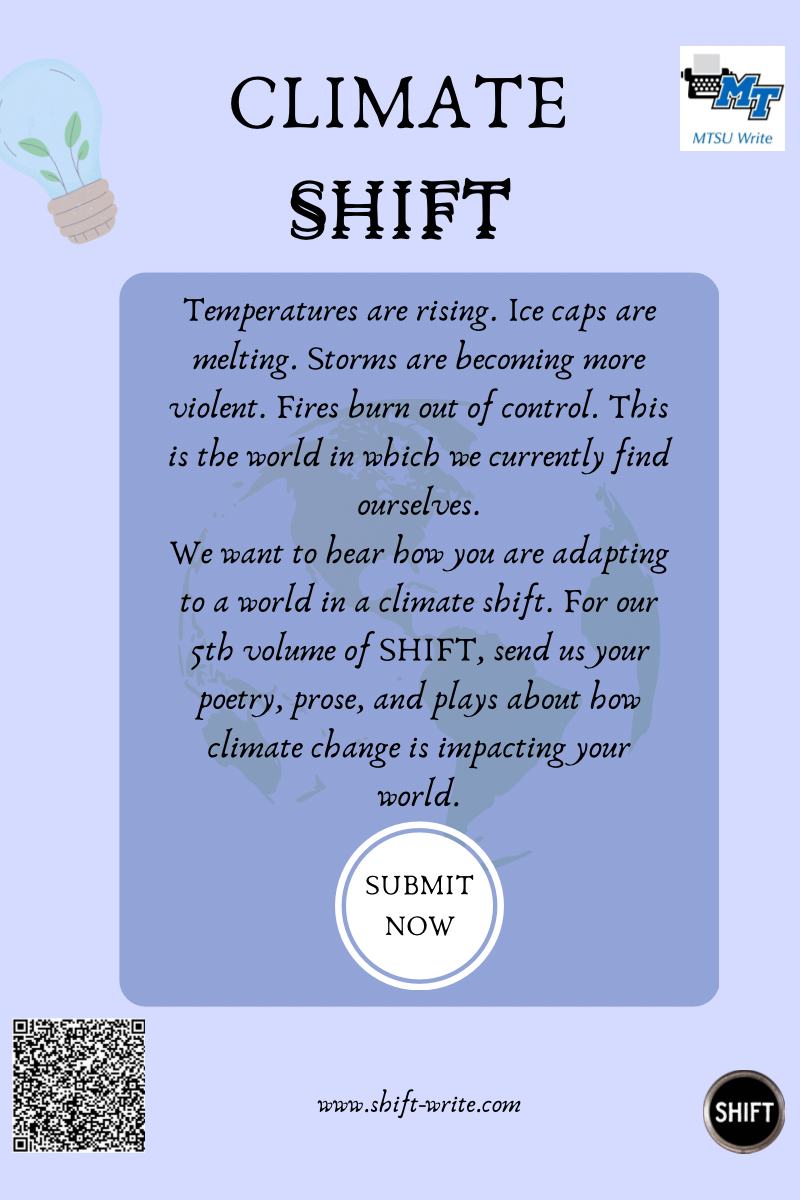 CLIMATE
SHIFT
MT
MTSU Write
Temperatures are rising. Ice caps are
melting. Storms are becoming more
violent. Fires burn out of control. This
is the world in which we currently find
ourselves.
We want to hear how you are adapting
to a world in a climate shift. For our
5th volume of SHIFT, send us your
poetry, prose, and plays about how
climate change is impacting your
world.
SUBMIT
NOW
www.shift-write.com
SHIFT